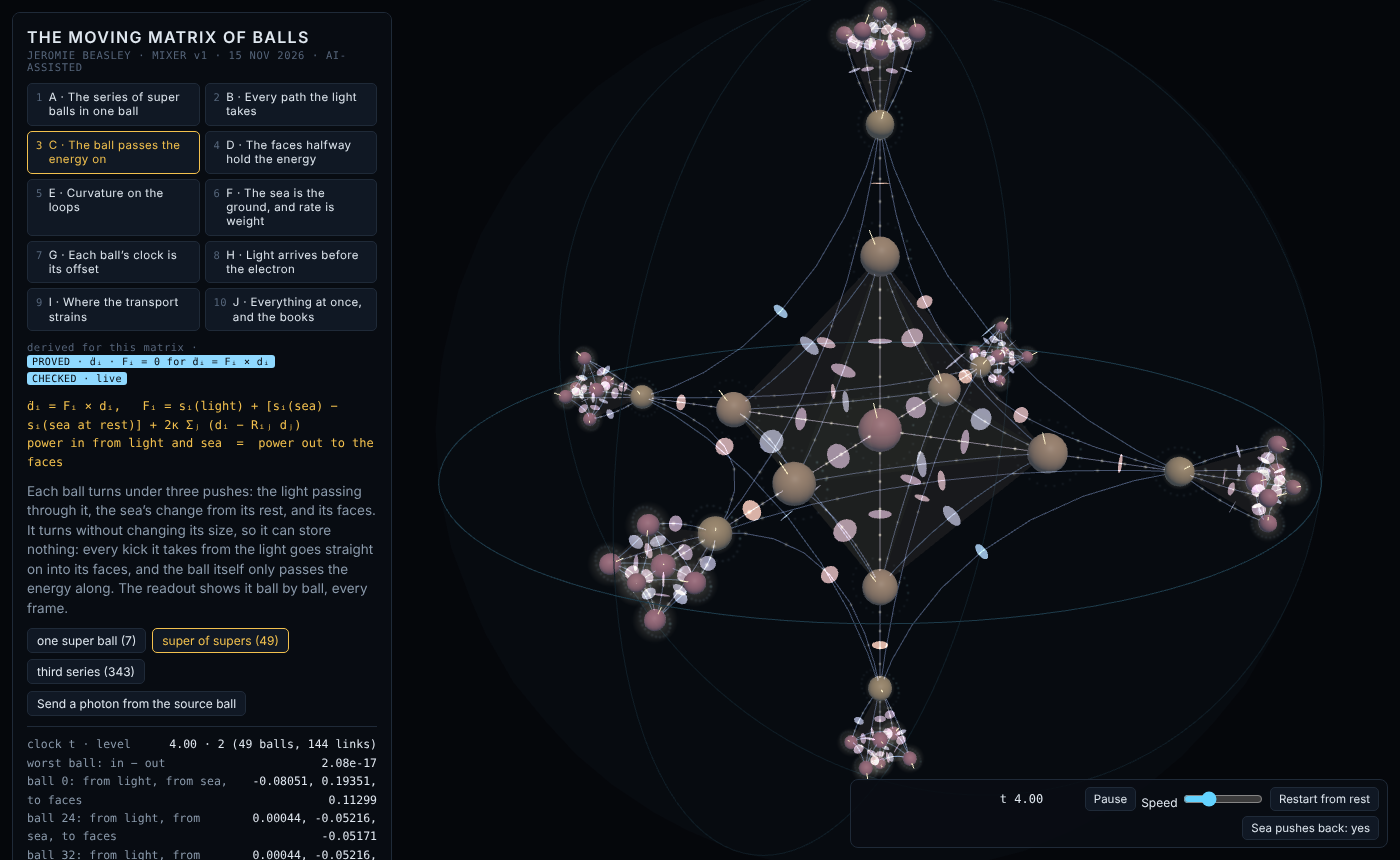 THE MOVING MATRIX OF BALLS
JEROMIE BEASLEY · MIXER v1 · 15 NOV 2026 · AI-
ASSISTED
1 A · The series of super
balls in one ball
2 B · Every path the light
takes
3 C · The ball passes the
energy on
4 D · The faces halfway
hold the energy
5 E · Curvature on the
loops
6 F · The sea is the
ground, and rate is
weight
7 G · Each ball’s clock is
its offset
8 H · Light arrives before
the electron
9 I · Where the transport
strains
10 J · Everything at once,
and the books
derived for this matrix ·
PROVED · ḋᵢ · Fᵢ = 0 for ḋᵢ = Fᵢ × dᵢ
CHECKED · live
ḋᵢ = Fᵢ × dᵢ, Fᵢ = sᵢ(light) + [sᵢ(sea) −
sᵢ(sea at rest)] + 2κ Σⱼ (dᵢ − Rᵢⱼ dⱼ)
power in from light and sea = power out to the
faces
Each ball turns under three pushes: the light passing
through it, the sea’s change from its rest, and its faces.
It turns without changing its size, so it can store
nothing: every kick it takes from the light goes straight
on into its faces, and the ball itself only passes the
energy along. The readout shows it ball by ball, every
frame.
one super ball (7)
super of supers (49)
third series (343)
Send a photon from the source ball
clock t · level 4.00 · 2 (49 balls, 144 links)
worst ball: in − out 2.08e-17
ball 0: from light, from sea, -0.08051, 0.19351,
to faces 0.11299
ball 24: from light, from 0.00044, -0.05216,
sea, to faces -0.05171
ball 32: from light, from 0.00044, -0.05216,
t 4.00
Pause
Speed
Restart from rest
Sea pushes back: yes